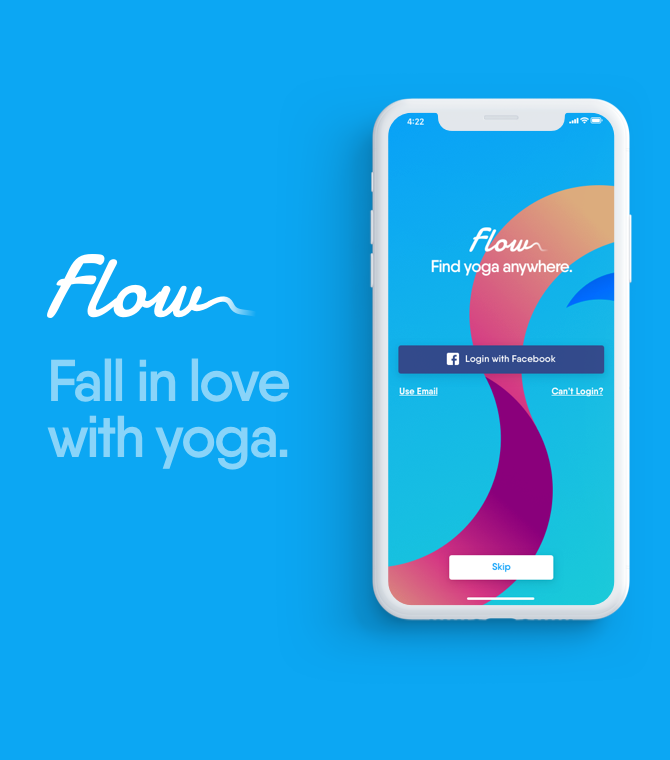 Flow
Fall in love
with yoga.
4:22
Flow
Find yoga anywhere.
Login with Facebook
Use Email
Can't Login?
Skip